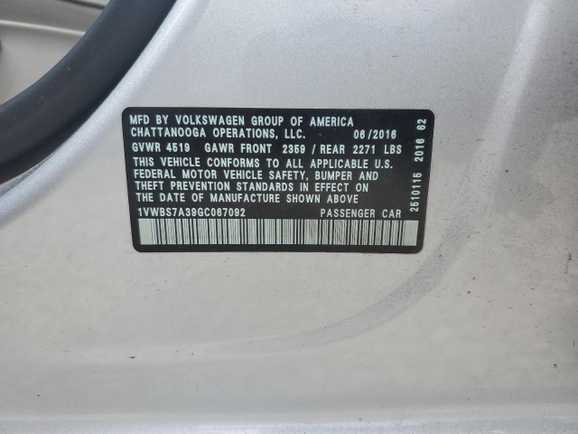 MFD BY VOLKSWAGEN GROUP OF AMERICA
CHATTANOOGA OPERATIONS, LLC. 06/2016
GVWR 4519 GAWR FRONT 2359 / REAR 2271 LBS
THIS VEHICLE CONFORMS TO ALL APPLICABLE U.S.
FEDERAL MOTOR VEHICLE SAFETY, BUMPER AND
THEFT PREVENTION STANDARDS IN EFFECT ON
THE DATE OF MANUFACTURE SHOWN ABOVE
1VWBS7A39GC067092 PASSENGER CAR
2510115 2016 62